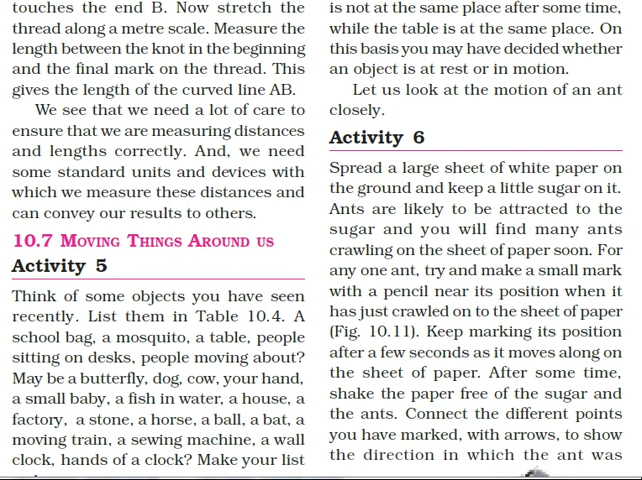 touches the end B. Now stretch the
thread along a metre scale. Measure the
length between the knot in the beginning
and the final mark on the thread. This
gives the length of the curved line AB.
We see that we need a lot of care to
ensure that we are measuring distances
and lengths correctly. And, we need
some standard units and devices with
which we measure these distances and
can convey our results to others.
10.7 MOVING THINGS AROUND US
Activity 5
Think of some objects you have seen
recently. List them in Table 10.4. A
school bag, a mosquito, a table, people
sitting on desks, people moving about?
May be a butterfly, dog, cow, your hand,
a small baby, a fish in water, a house, a
factory, a stone, a horse, a ball, a bat, a
moving train, a sewing machine, a wall
clock, hands of a clock? Make your list
is not at the same place after some time,
while the table is at the same place. On
this basis you may have decided whether
an object is at rest or in motion.
Let us look at the motion of an ant
closely.
Activity 6
Spread a large sheet of white paper on
the ground and keep a little sugar on it.
Ants are likely to be attracted to the
sugar and you will find many ants
crawling on the sheet of paper soon. For
any one ant, try and make a small mark
with a pencil near its position when it
has just crawled on to the sheet of paper
(Fig. 10.11). Keep marking its position
after a few seconds as it moves along on
the sheet of paper. After some time,
shake the paper free of the sugar and
the ants. Connect the different points
you have marked, with arrows, to show
the direction in which the ant was